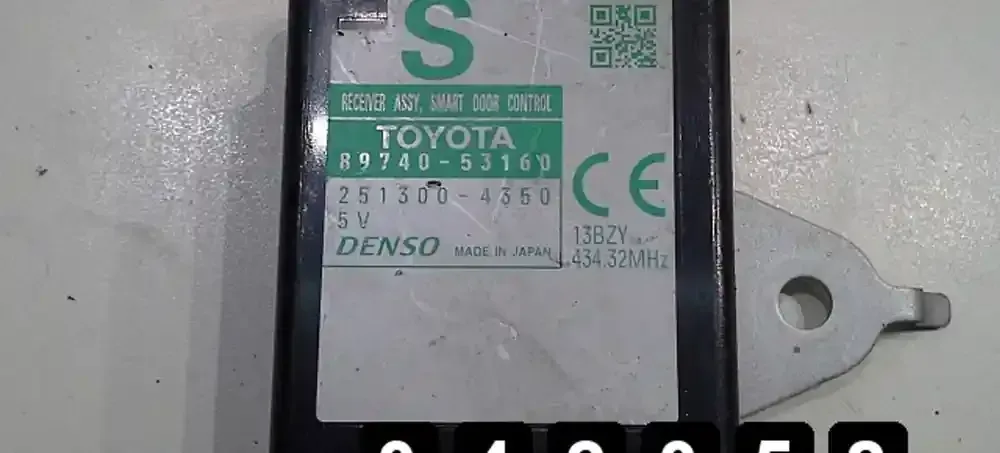 S
RECEIVER ASSY, SMART DOOR CONTROL
TOYOTA
89740-53160
251300-4350
5V
DENSO MADE IN JAPAN
CE
13BZY
434.32MHz